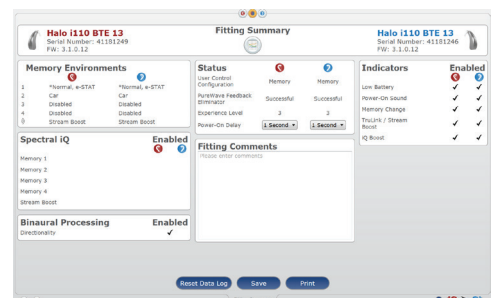 Fitting Summary
Halo i110 BTE 13
Serial Number: 41181249
FW: 3.1.0.12
Halo i110 BTE 13
Serial Number: 41181246
FW: 3.1.0.12
Memory Environments
1 *Normal, e-STAT *Normal, e-STAT
2 Car Car
3 Disabled Disabled
4 Disabled Disabled
Stream Boost Stream Boost
Spectral iQ Enabled
Memory 1
Memory 2
Memory 3
Memory 4
Stream Boost
Binaural Processing Enabled
Directionality ✓
Status
User Control
Configuration Memory Memory
PureWave Feedback
Eliminator Successful Successful
Experience Level 3 3
Power-On Delay 1 Second 1 Second
Fitting Comments
Please enter comments
Indicators Enabled
Low Battery ✓ ✓
Power-On Sound ✓ ✓
Memory Change ✓ ✓
TruLink / Stream
Boost ✓ ✓
iQ Boost ✓ ✓
Reset Data Log Save Print